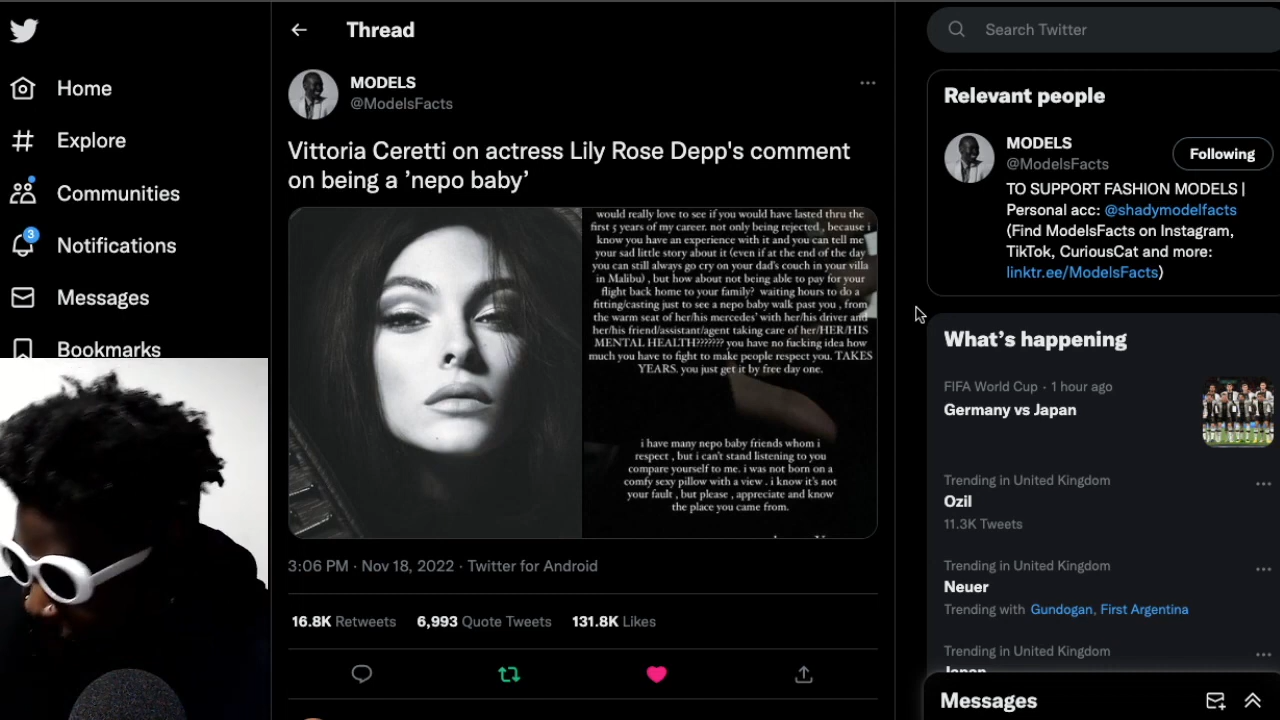 Thread
Search Twitter
Home
Explore
Communities
3
Notifications
Messages
Bookmarks
MODELS
@ModelsFacts
Vittoria Ceretti on actress Lily Rose Depp's comment
on being a ’nepo baby’
would really love to see if you would have lasted thru the
first 5 years of my career. not only being rejected , because i
know you have an experience with it and you can tell me
your sad little story about it (even if at the end of the day
you can still always go cry on your dad's couch in your villa
in Malibu) , but how about not being able to pay for your
flight back home to your family? waiting hours to do a
fitting/casting just to see a nepo baby walk past you , from
the warm seat of her/his mercedes' with her/his driver and
her/his friend/assistant/agent taking care of her/HER/HIS
MENTAL HEALTH??????? you have no fucking idea how
much you have to fight to make people respect you. TAKES
YEARS. you just get it by free day one.
i have many nepo baby friends whom i
respect , but i can't stand listening to you
compare yourself to me. i was not born on a
comfy sexy pillow with a view . i know it's not
your fault , but please , appreciate and know
the place you came from.
3:06 PM · Nov 18, 2022 · Twitter for Android
16.8K Retweets 6,993 Quote Tweets 131.8K Likes
Relevant people
MODELS
@ModelsFacts
Following
TO SUPPORT FASHION MODELS |
Personal acc: @shadymodelfacts
(Find ModelsFacts on Instagram,
TikTok, CuriousCat and more:
linktr.ee/ModelsFacts)
What's happening
FIFA World Cup · 1 hour ago
Germany vs Japan
Trending in United Kingdom
Ozil
11.3K Tweets
Trending in United Kingdom
Neuer
Trending with Gundogan, First Argentina
Trending in United Kingdom
Japan
Messages